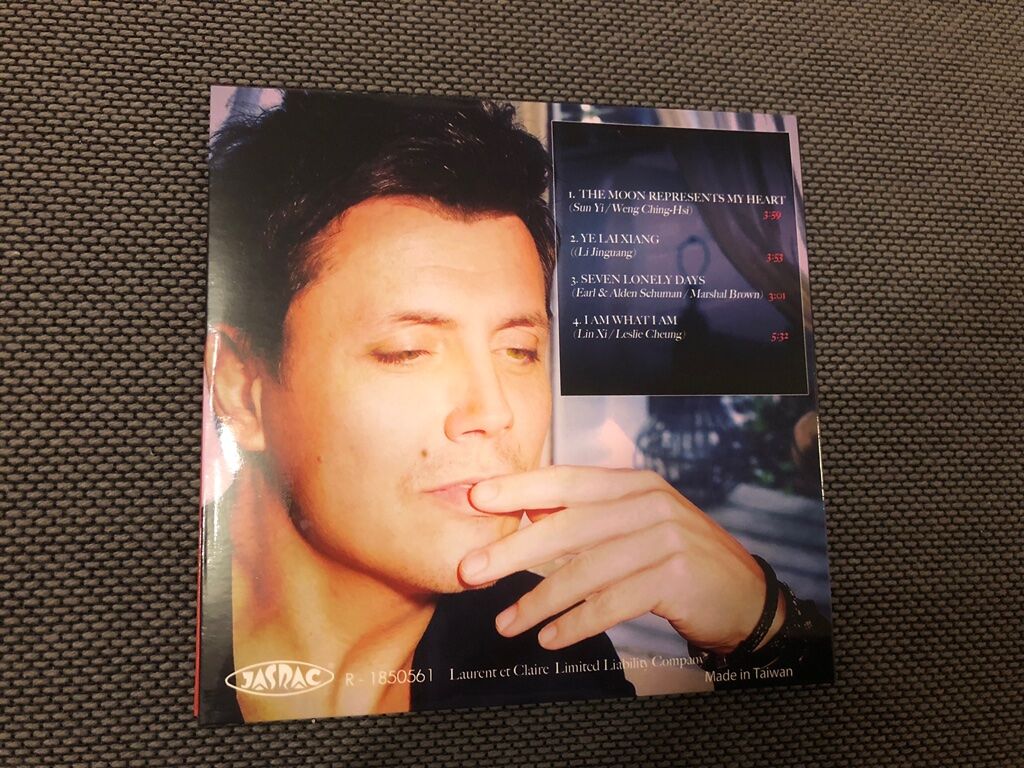 1. THE MOON REPRESENTS MY HEART
(Sun Yi / Weng Ching-Hsi) 3:59
2. YE LAI XIANG
((Li Jinguang) 3:53
3. SEVEN LONELY DAYS
(Earl & Alden Schuman / Marshal Brown) 3:01
4. I AM WHAT I AM
(Lin Xi / Leslie Cheung) 5:32
JASRAC R - 1850561 Laurent et Claire Limited Liability Company Made in Taiwan